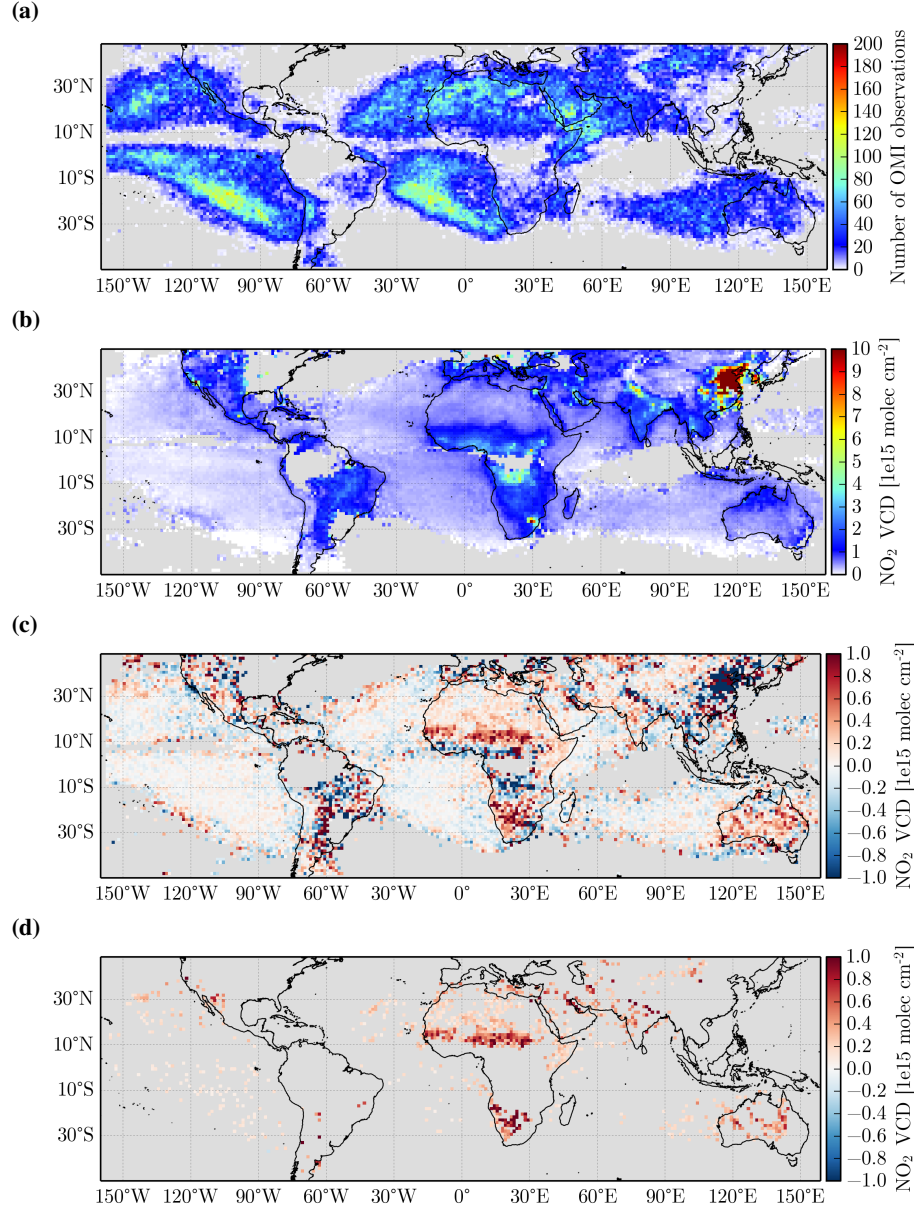 (a)
200
180
160
140
120
100
80
60
40
20
0
Number of OMI observations
30°N
10°N
10°S
30°S
150°W 120°W 90°W 60°W 30°W 0° 30°E 60°E 90°E 120°E 150°E
(b)
10
9
8
7
6
5
4
3
2
1
0
NO₂ VCD [1e15 molec cm⁻²]
30°N
10°N
10°S
30°S
150°W 120°W 90°W 60°W 30°W 0° 30°E 60°E 90°E 120°E 150°E
(c)
1.0
0.8
0.6
0.4
0.2
0.0
−0.2
−0.4
−0.6
−0.8
−1.0
NO₂ VCD [1e15 molec cm⁻²]
30°N
10°N
10°S
30°S
150°W 120°W 90°W 60°W 30°W 0° 30°E 60°E 90°E 120°E 150°E
(d)
1.0
0.8
0.6
0.4
0.2
0.0
−0.2
−0.4
−0.6
−0.8
−1.0
NO₂ VCD [1e15 molec cm⁻²]
30°N
10°N
10°S
30°S
150°W 120°W 90°W 60°W 30°W 0° 30°E 60°E 90°E 120°E 150°E